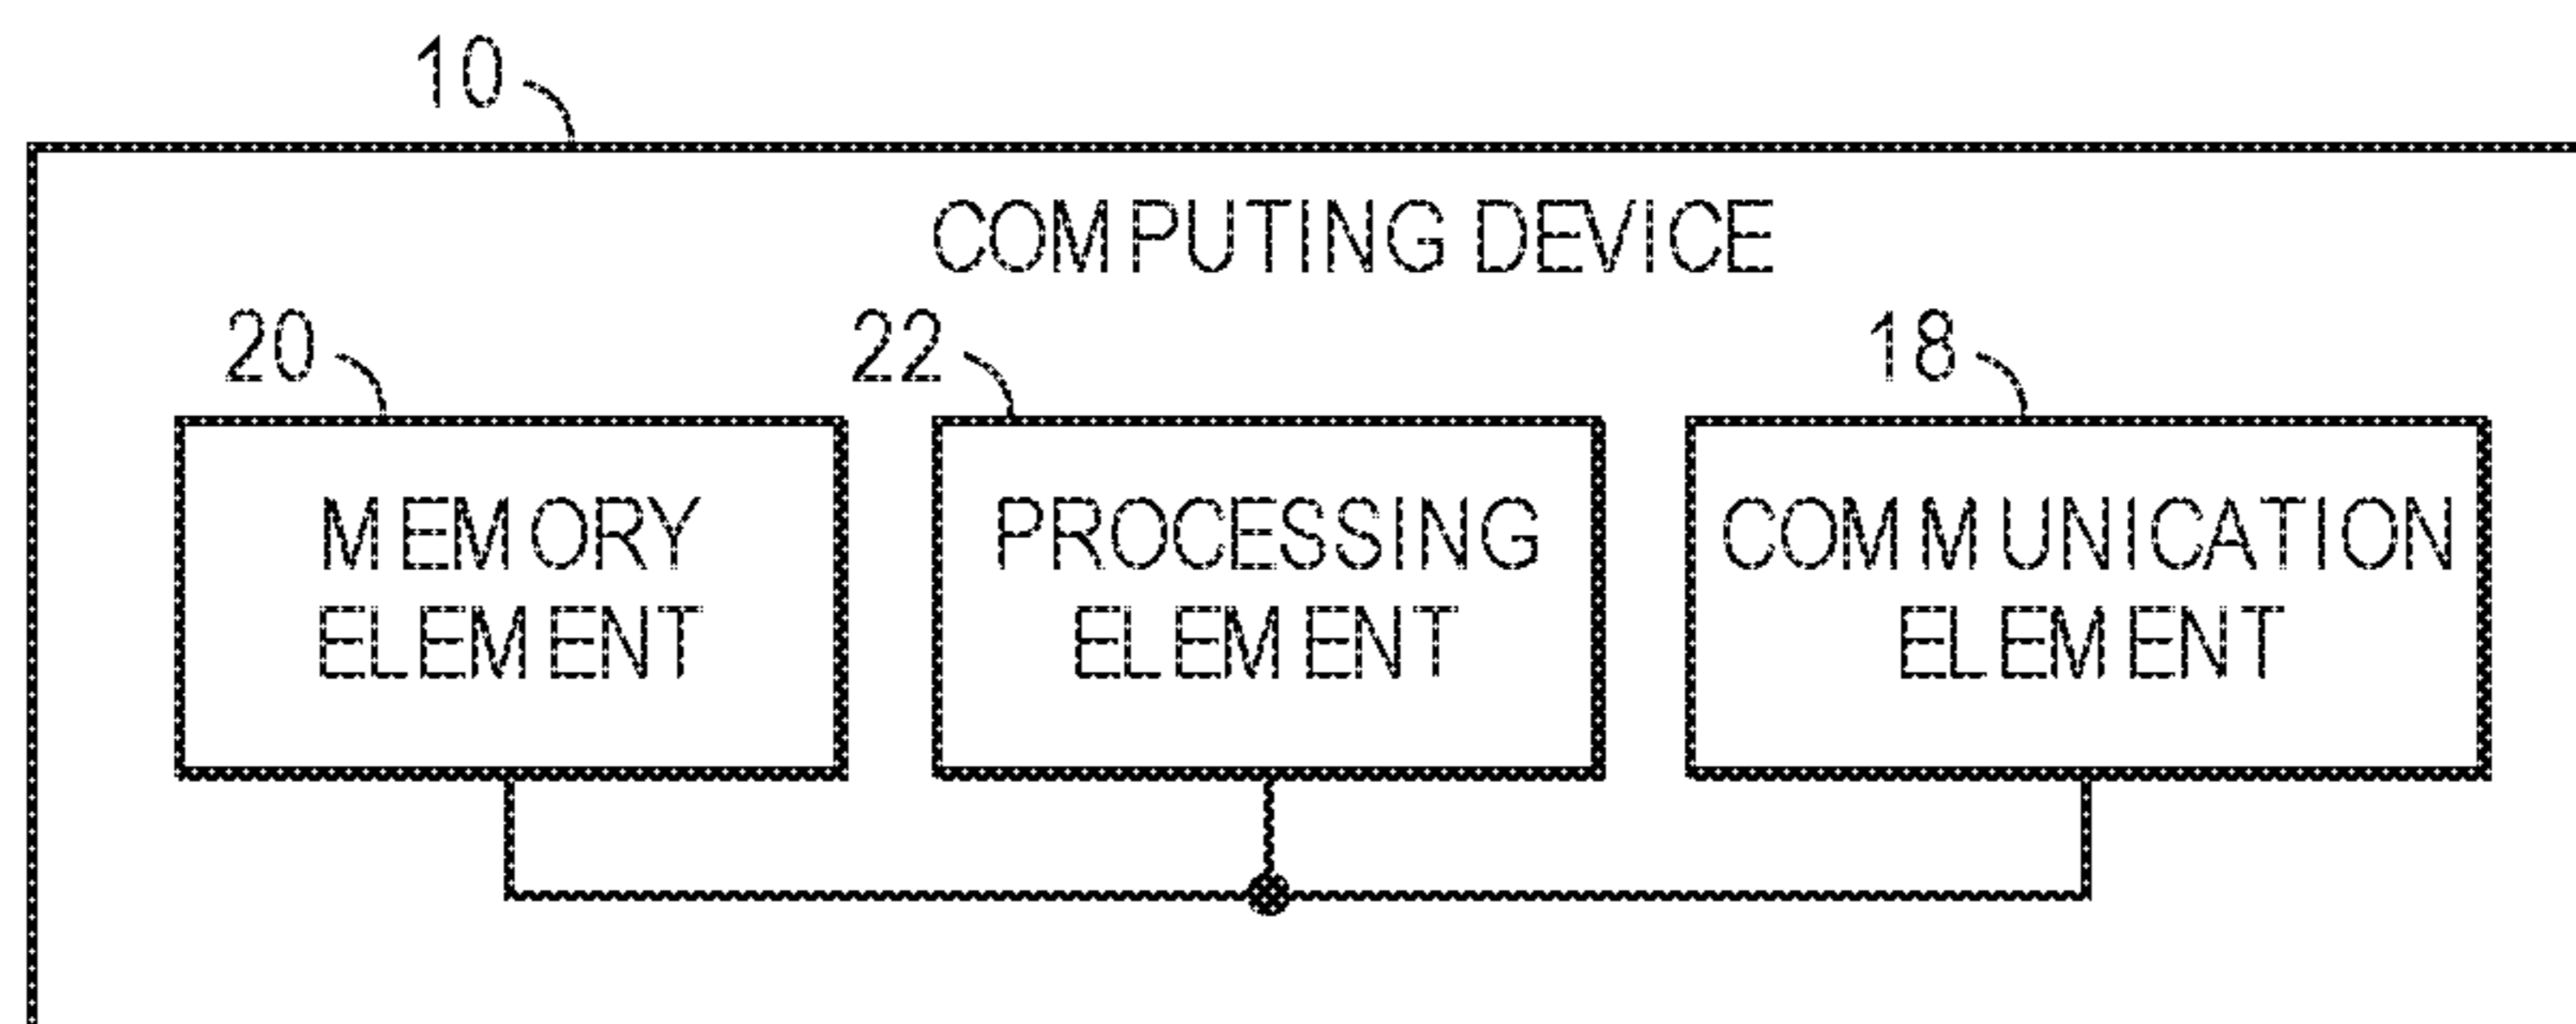 10
COMPUTING DEVICE
20
22
18
MEMORY
ELEMENT
PROCESSING
ELEMENT
COMMUNICATION
ELEMENT